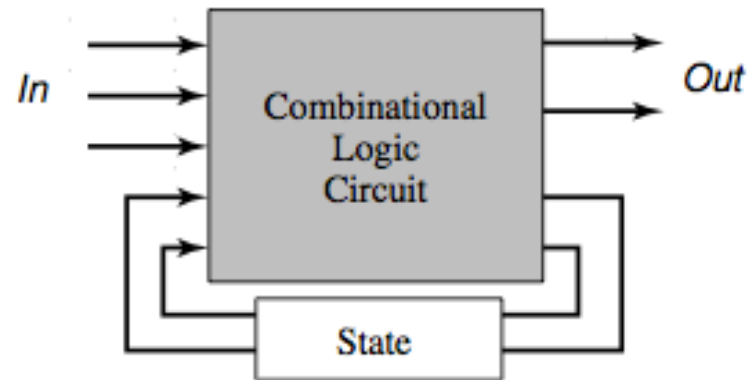 In
Combinational
Logic
Circuit
Out
State